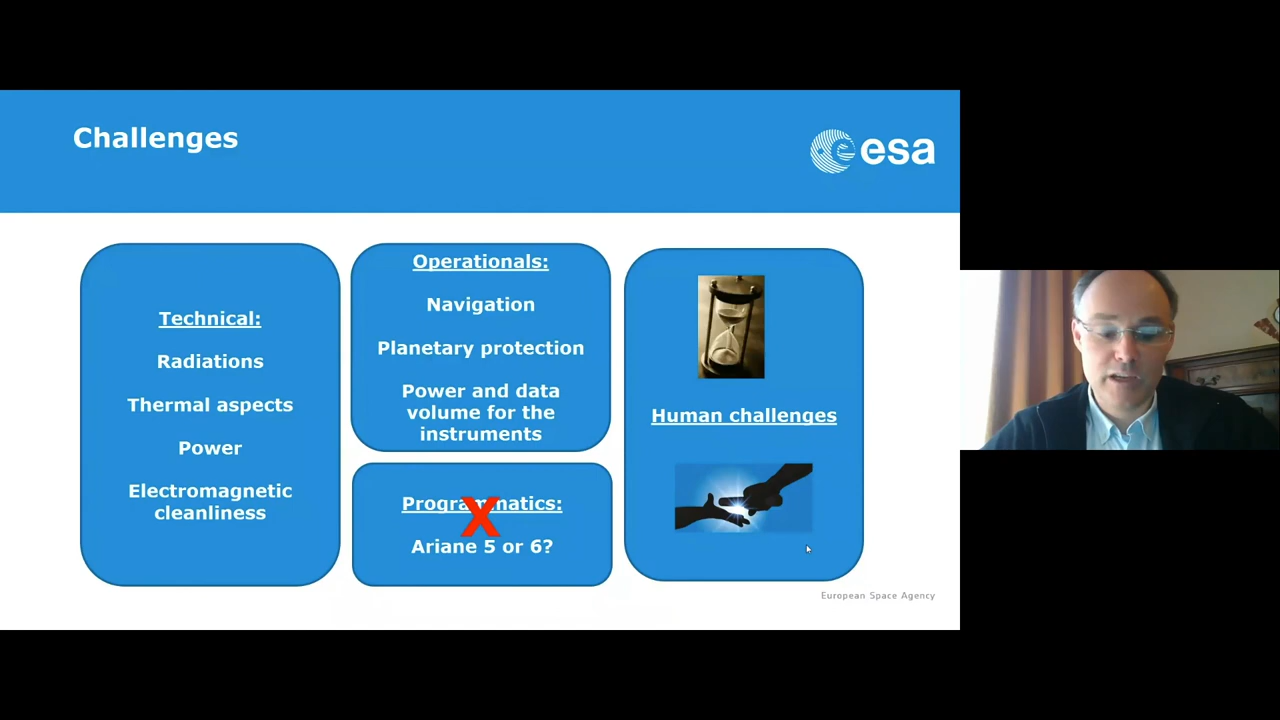 Challenges
esa
Technical:
Radiations
Thermal aspects
Power
Electromagnetic
cleanliness
Operationals:
Navigation
Planetary protection
Power and data
volume for the
instruments
Programmatics:
X
Ariane 5 or 6?
Human challenges
European Space Agency